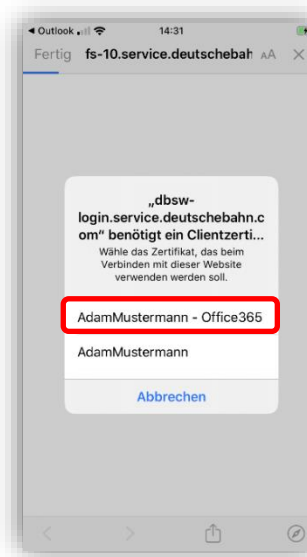 ◀ Outlook 14:31
Fertig fs-10.service.deutschebah AA
„dbsw-
login.service.deutschebahn.c
om“ benötigt ein Clientzerti...
Wähle das Zertifikat, das beim
Verbinden mit dieser Website
verwenden werden soll.
AdamMustermann - Office365
AdamMustermann
Abbrechen